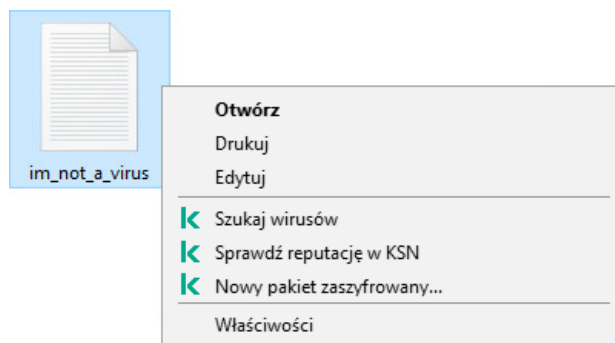 im_not_a_virus
Otwórz
Drukuj
Edytuj
Szukaj wirusów
Sprawdź reputację w KSN
Nowy pakiet zaszyfrowany...
Właściwości